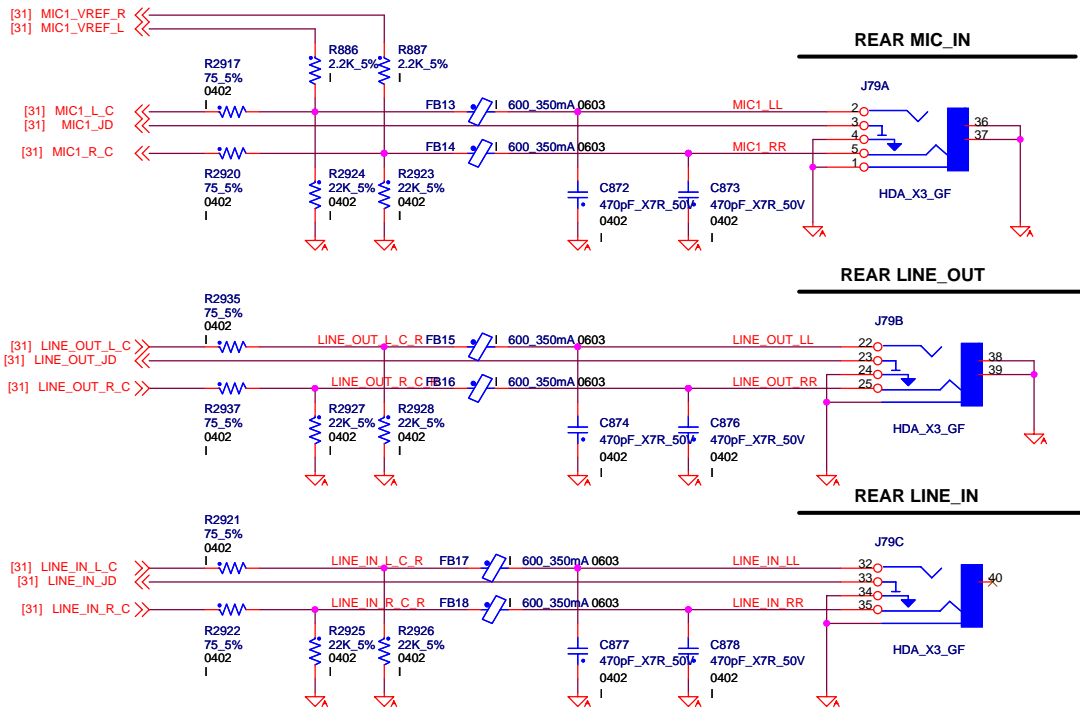 [31] MIC1_VREF_R
[31] MIC1_VREF_L
REAR MIC_IN
R886
2.2K_5%
I
R887
2.2K_5%
I
R2917
75_5%
0402
I
J79A
[31] MIC1_L_C
FB13
I
600_350mA 0603
MIC1_LL
2
[31] MIC1_JD
3
4
[31] MIC1_R_C
FB14
I
600_350mA 0603
MIC1_RR
5
1
36
37
R2920
75_5%
0402
I
R2924
22K_5%
0402
I
R2923
22K_5%
0402
I
C872
470pF_X7R_50V
0402
I
C873
470pF_X7R_50V
0402
I
HDA_X3_GF
A
A
A
A
A
A
REAR LINE_OUT
R2935
75_5%
0402
I
J79B
[31] LINE_OUT_L_C
LINE_OUT_L_C_R
FB15
I
600_350mA 0603
LINE_OUT_LL
22
[31] LINE_OUT_JD
23
24
[31] LINE_OUT_R_C
LINE_OUT_R_C_R
FB16
I
600_350mA 0603
LINE_OUT_RR
25
38
39
R2937
75_5%
0402
I
R2927
22K_5%
0402
I
R2928
22K_5%
0402
I
C874
470pF_X7R_50V
0402
I
C876
470pF_X7R_50V
0402
I
HDA_X3_GF
A
A
A
A
A
A
REAR LINE_IN
R2921
75_5%
0402
I
J79C
[31] LINE_IN_L_C
LINE_IN_L_C_R
FB17
I
600_350mA 0603
LINE_IN_LL
32
[31] LINE_IN_JD
33
34
[31] LINE_IN_R_C
LINE_IN_R_C_R
FB18
I
600_350mA 0603
LINE_IN_RR
35
40
R2922
75_5%
0402
I
R2925
22K_5%
0402
I
R2926
22K_5%
0402
I
C877
470pF_X7R_50V
0402
I
C878
470pF_X7R_50V
0402
I
HDA_X3_GF
A
A
A
A
A